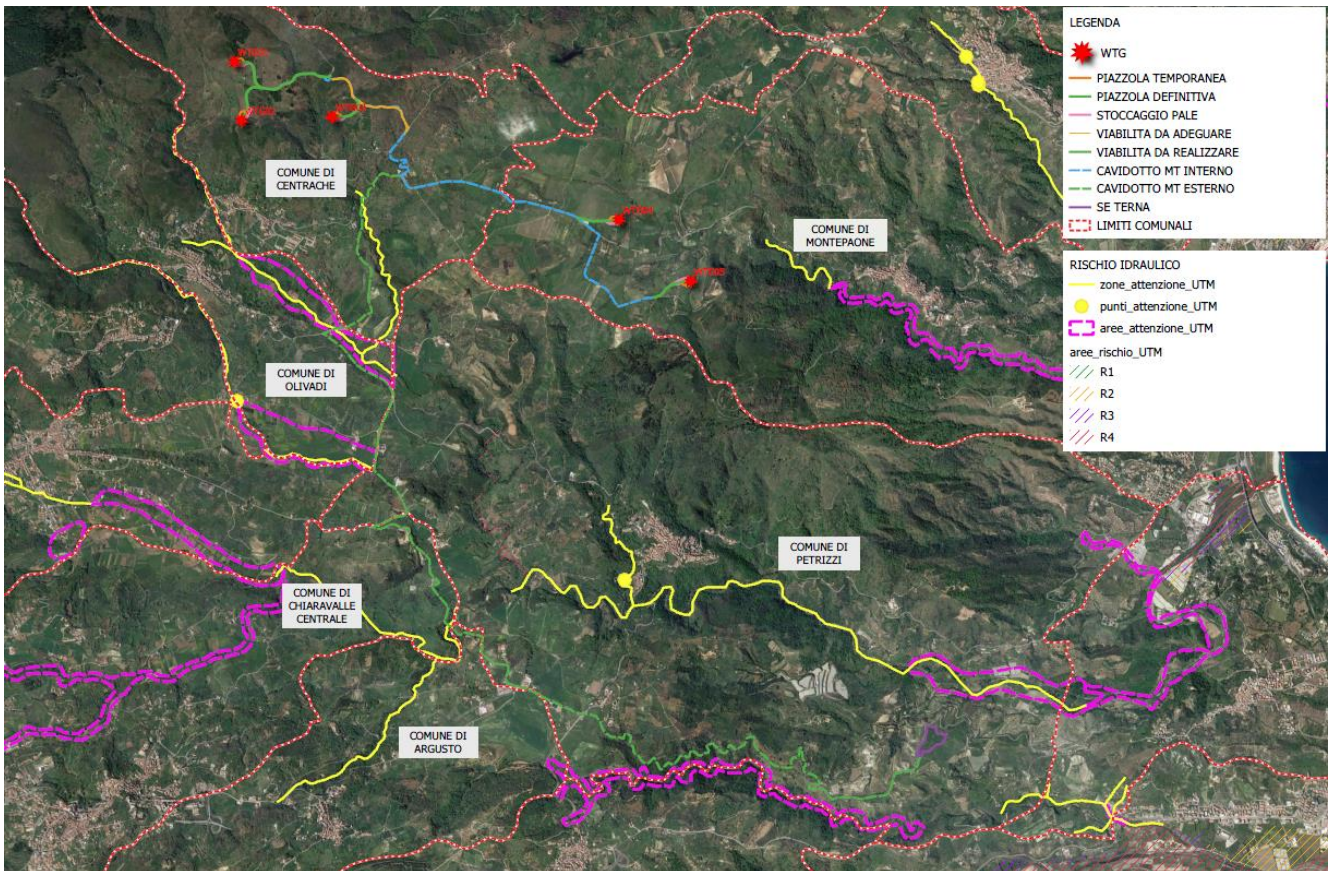 LEGENDA
WTG
PIAZZOLA TEMPORANEA
PIAZZOLA DEFINITIVA
STOCCAGGIO PALE
VIABILITA DA ADEGUARE
VIABILITA DA REALIZZARE
CAVIDOTTO MT INTERNO
CAVIDOTTO MT ESTERNO
SE TERNA
LIMITI COMUNALI
RISCHIO IDRAULICO
zone_attenzione_UTM
punti_attenzione_UTM
aree_attenzione_UTM
aree_rischio_UTM
R1
R2
R3
R4
COMUNE DI
CENTRACHE
COMUNE DI
MONTEPAONE
COMUNE DI
OLIVADI
COMUNE DI
PETRIZZI
COMUNE DI
CHIARAVALLE
CENTRALE
COMUNE DI
ARGUSTO